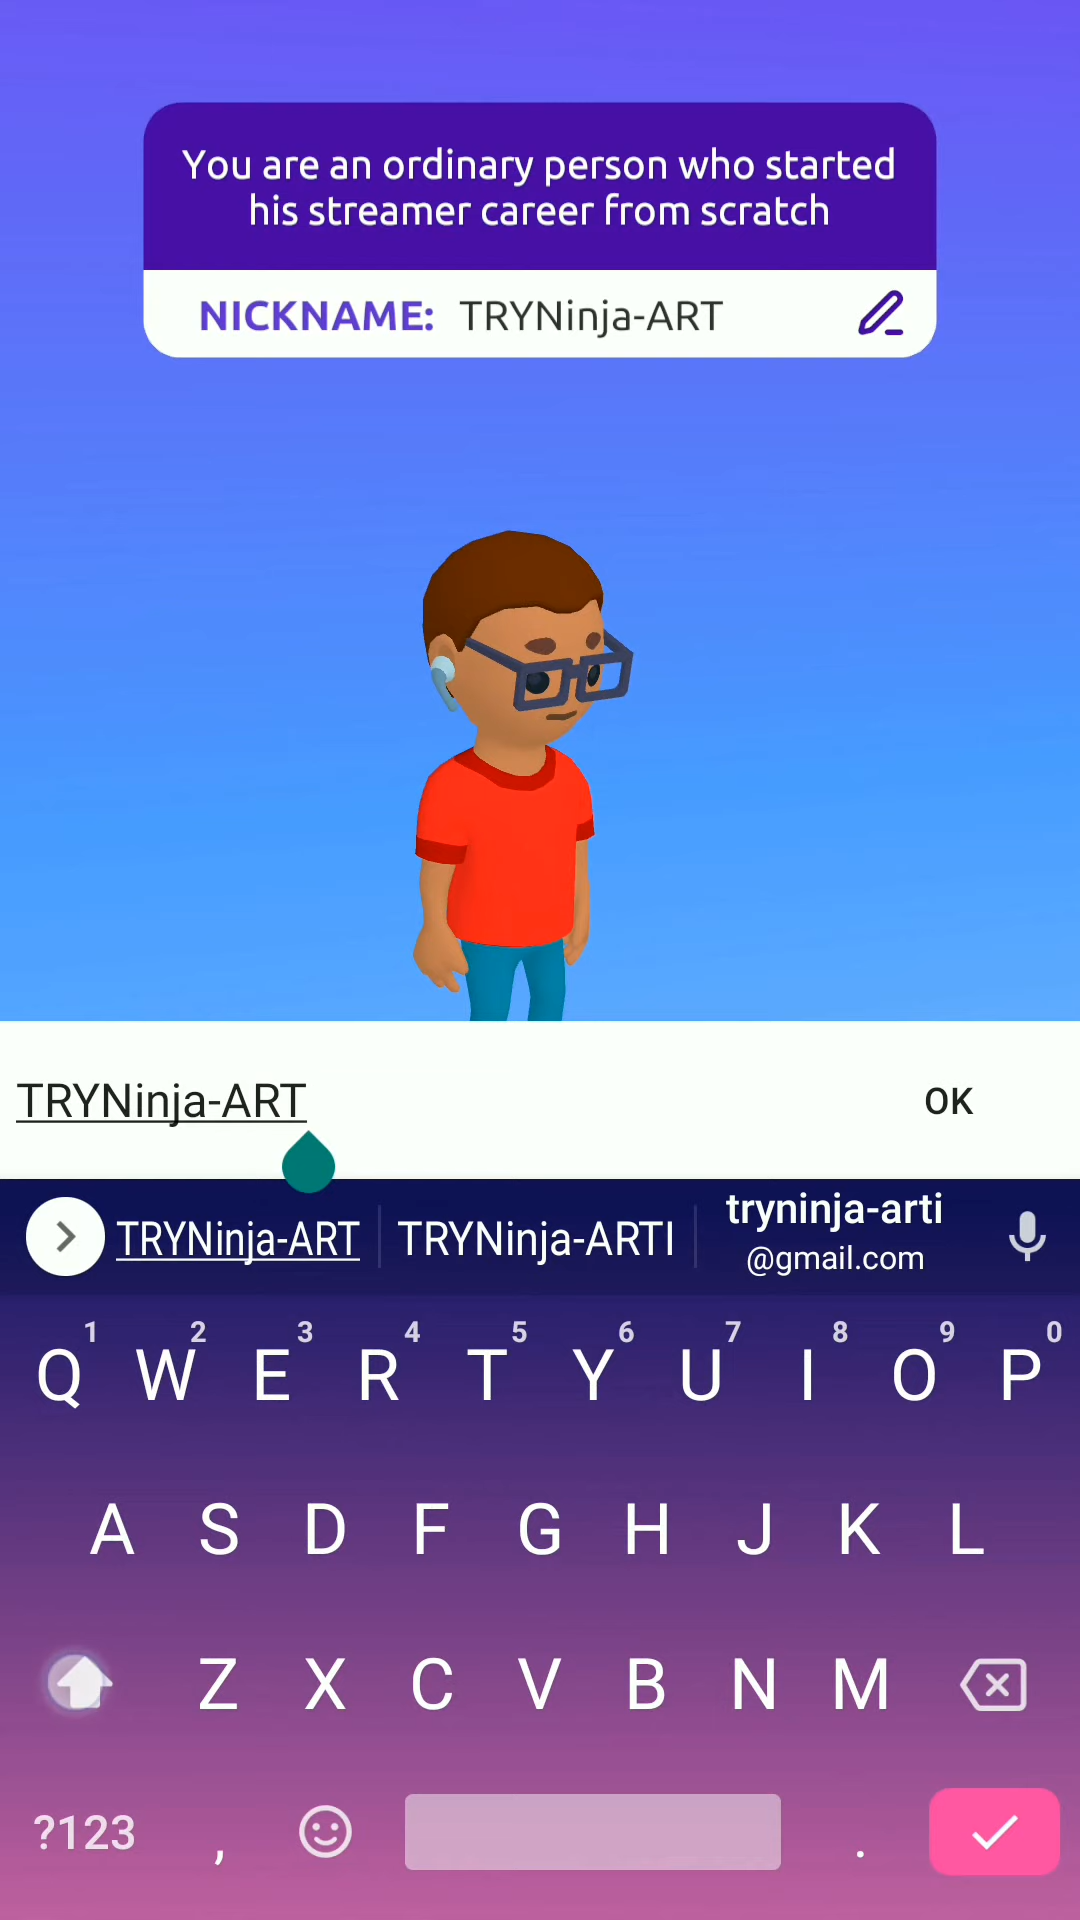 You are an ordinary person who started
his streamer career from scratch
NICKNAME: TRYNinja-ART
TRYNinja-ART OK
TRYNinja-ART TRYNinja-ARTI tryninja-arti
@gmail.com
1 2 3 4 5 6 7 8 9 0
Q W E R T Y U I O P
A S D F G H J K L
Z X C V B N M
?123 , .